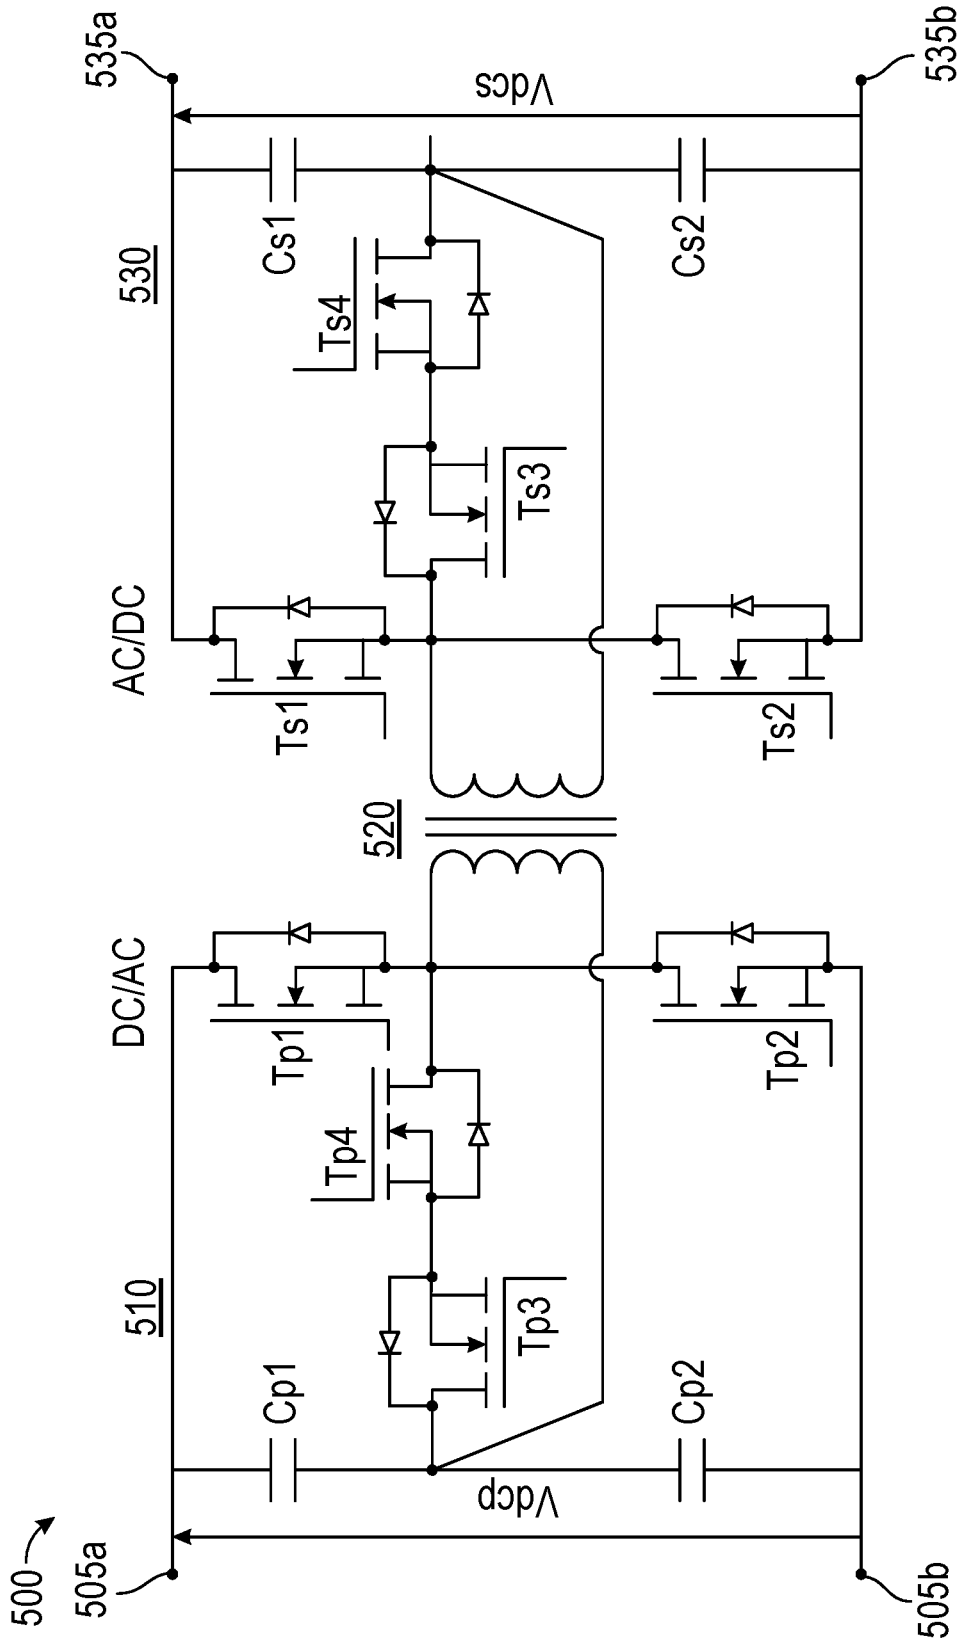 500
505a
505b
510
DC/AC
Vdcp
Cp1
Cp2
Tp3
Tp4
Tp1
Tp2
520
AC/DC
530
Ts1
Ts2
Ts3
Ts4
Cs1
Cs2
Vdcs
535a
535b